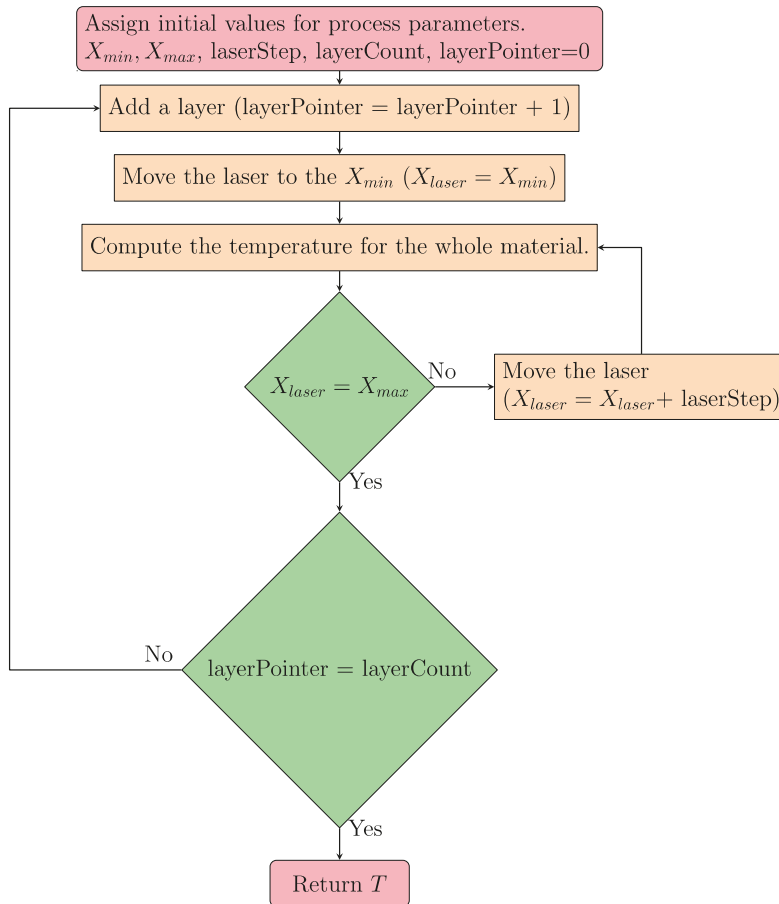 Assign initial values for process parameters.
X_min, X_max, laserStep, layerCount, layerPointer=0
Add a layer (layerPointer = layerPointer + 1)
Move the laser to the X_min (X_laser = X_min)
Compute the temperature for the whole material.
X_laser = X_max
No
Move the laser
(X_laser = X_laser+ laserStep)
Yes
layerPointer = layerCount
No
Yes
Return T